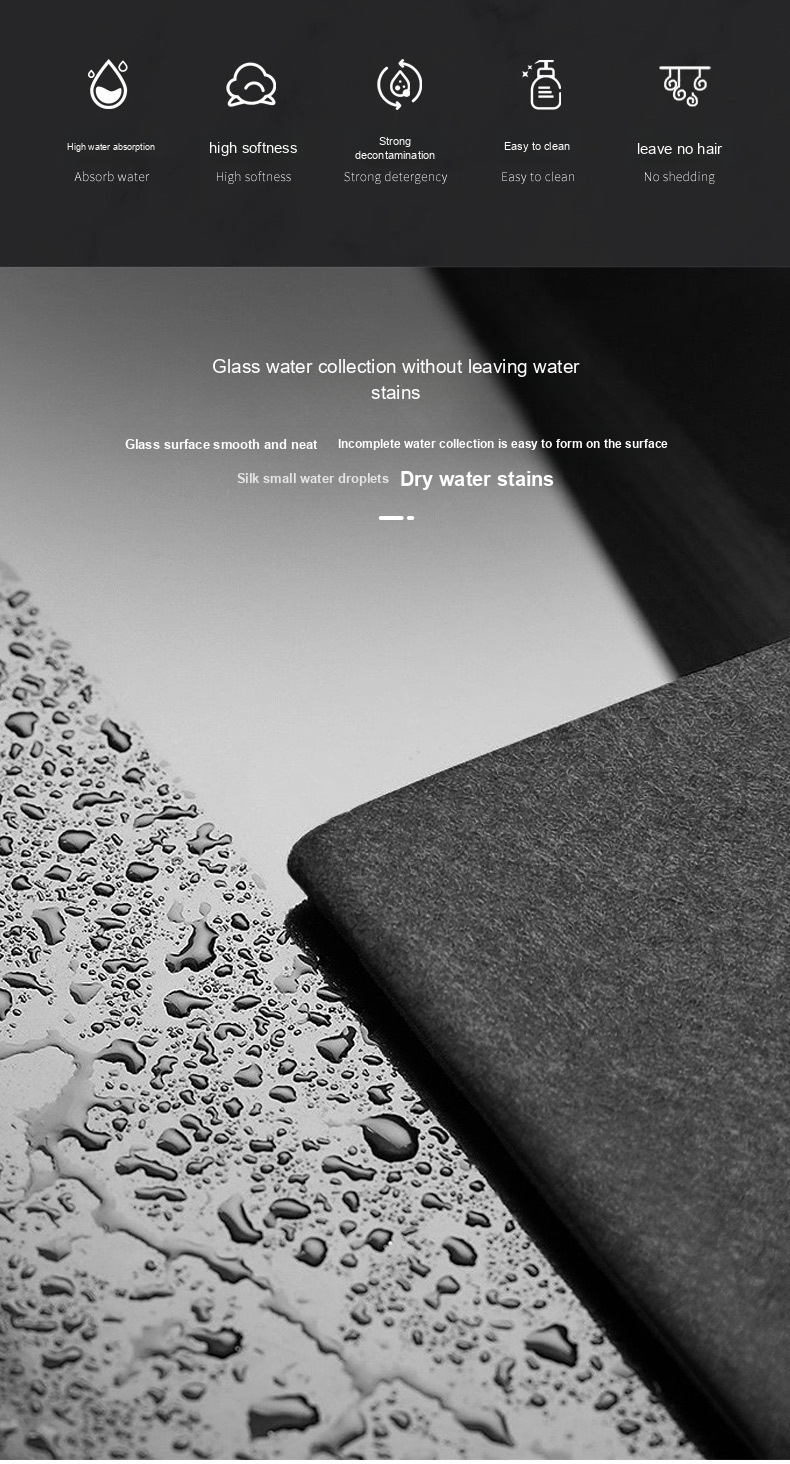 High water absorption
high softness
Strong
decontamination
Easy to clean
leave no hair
Absorb water
High softness
Strong detergency
Easy to clean
No shedding
Glass water collection without leaving water
stains
Glass surface smooth and neat Incomplete water collection is easy to form on the surface
Silk small water droplets Dry water stains